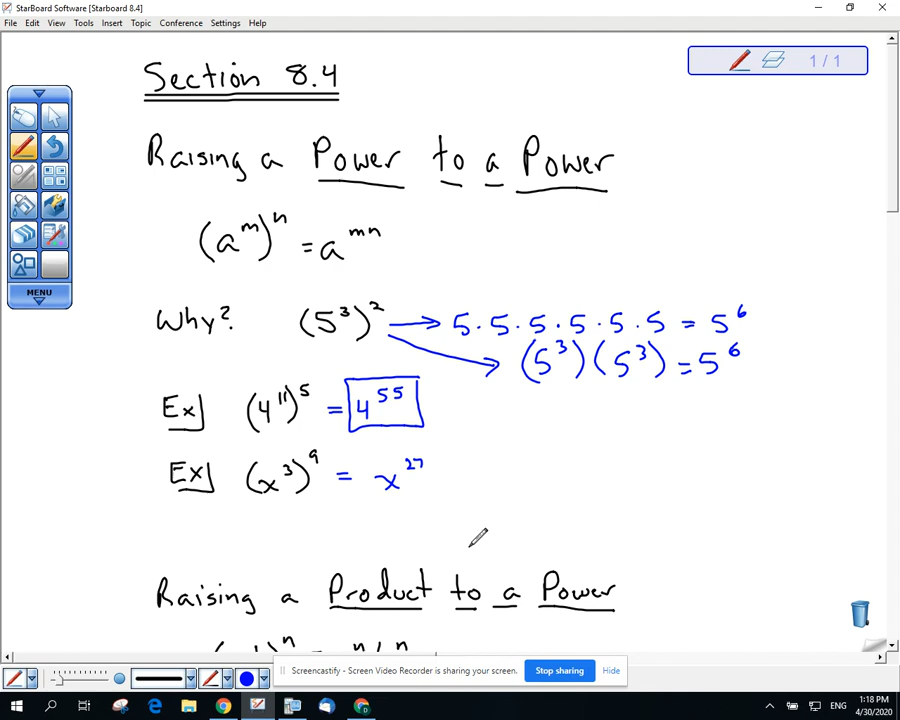 StarBoard Software [StarBoard 8.4]
File Edit View Tools Insert Topic Conference Settings Help
1 / 1
MENU
Section 8.4
Raising a Power to a Power
(a^m)^n = a^mn
Why? (5^3)^2 → 5·5·5·5·5·5 = 5^6
→ (5^3)(5^3) = 5^6
Ex] (4^11)^5 = 4^55
Ex] (x^3)^9 = x^27
Raising a Product to a Power
Screencastify - Screen Video Recorder is sharing your screen. Stop sharing Hide
ENG
1:18 PM
4/30/2020